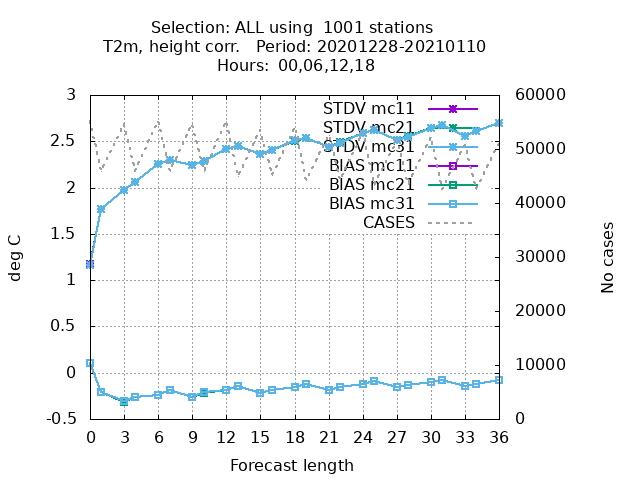 Selection: ALL using  1001 stations
T2m, height corr.   Period: 20201228-20210110
Hours:  00,06,12,18
3
2.5
2
1.5
1
0.5
0
-0.5
60000
50000
40000
30000
20000
10000
0
STDV mc11
STDV mc21
STDV mc31
BIAS mc11
BIAS mc21
BIAS mc31
CASES
deg C
No cases
0 3 6 9 12 15 18 21 24 27 30 33 36
Forecast length